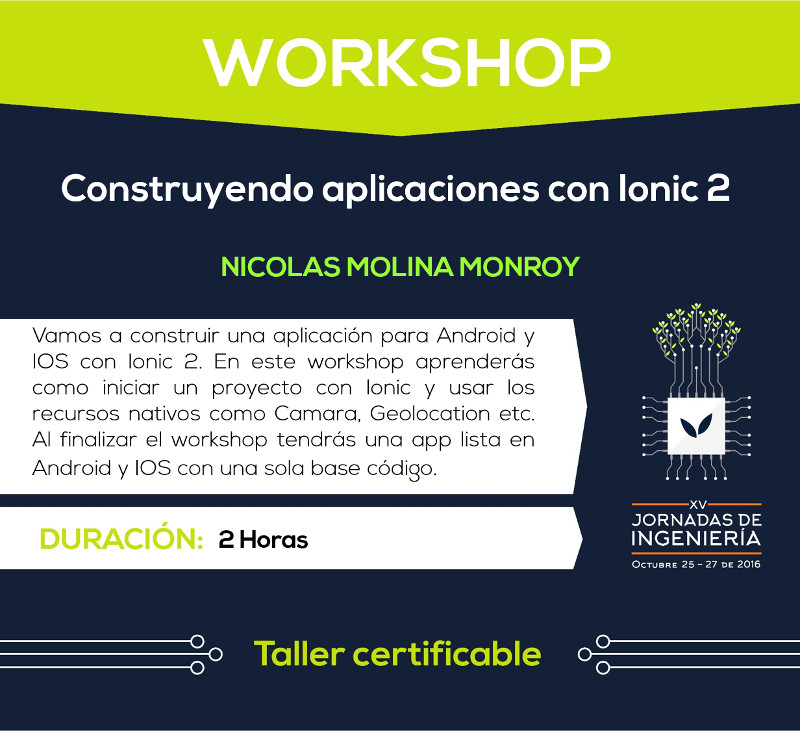 WORKSHOP
Construyendo aplicaciones con Ionic 2
NICOLAS MOLINA MONROY
Vamos a construir una aplicación para Android y
IOS con Ionic 2. En este workshop aprenderás
como iniciar un proyecto con Ionic y usar los
recursos nativos como Camara, Geolocation etc.
Al finalizar el workshop tendrás una app lista en
Android y IOS con una sola base código.
DURACIÓN: 2 Horas
XV
JORNADAS DE
INGENIERÍA
OCTUBRE 25 – 27 DE 2016
Taller certificable